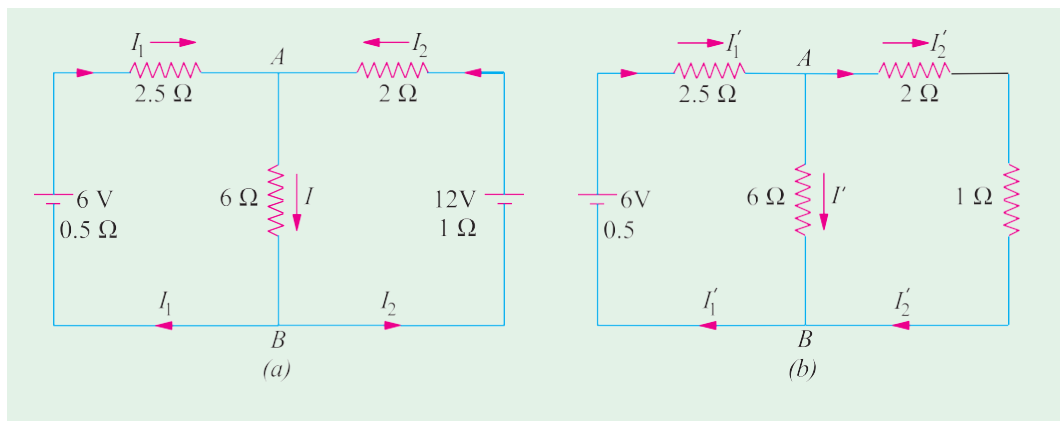 I₁
A
I₂
2.5 Ω
2 Ω
6 V
0.5 Ω
6 Ω
I
12V
1 Ω
I₁
I₂
B
(a)
I₁′
A
I₂′
2.5 Ω
2 Ω
6V
0.5
6 Ω
I′
1 Ω
I₁′
I₂′
B
(b)